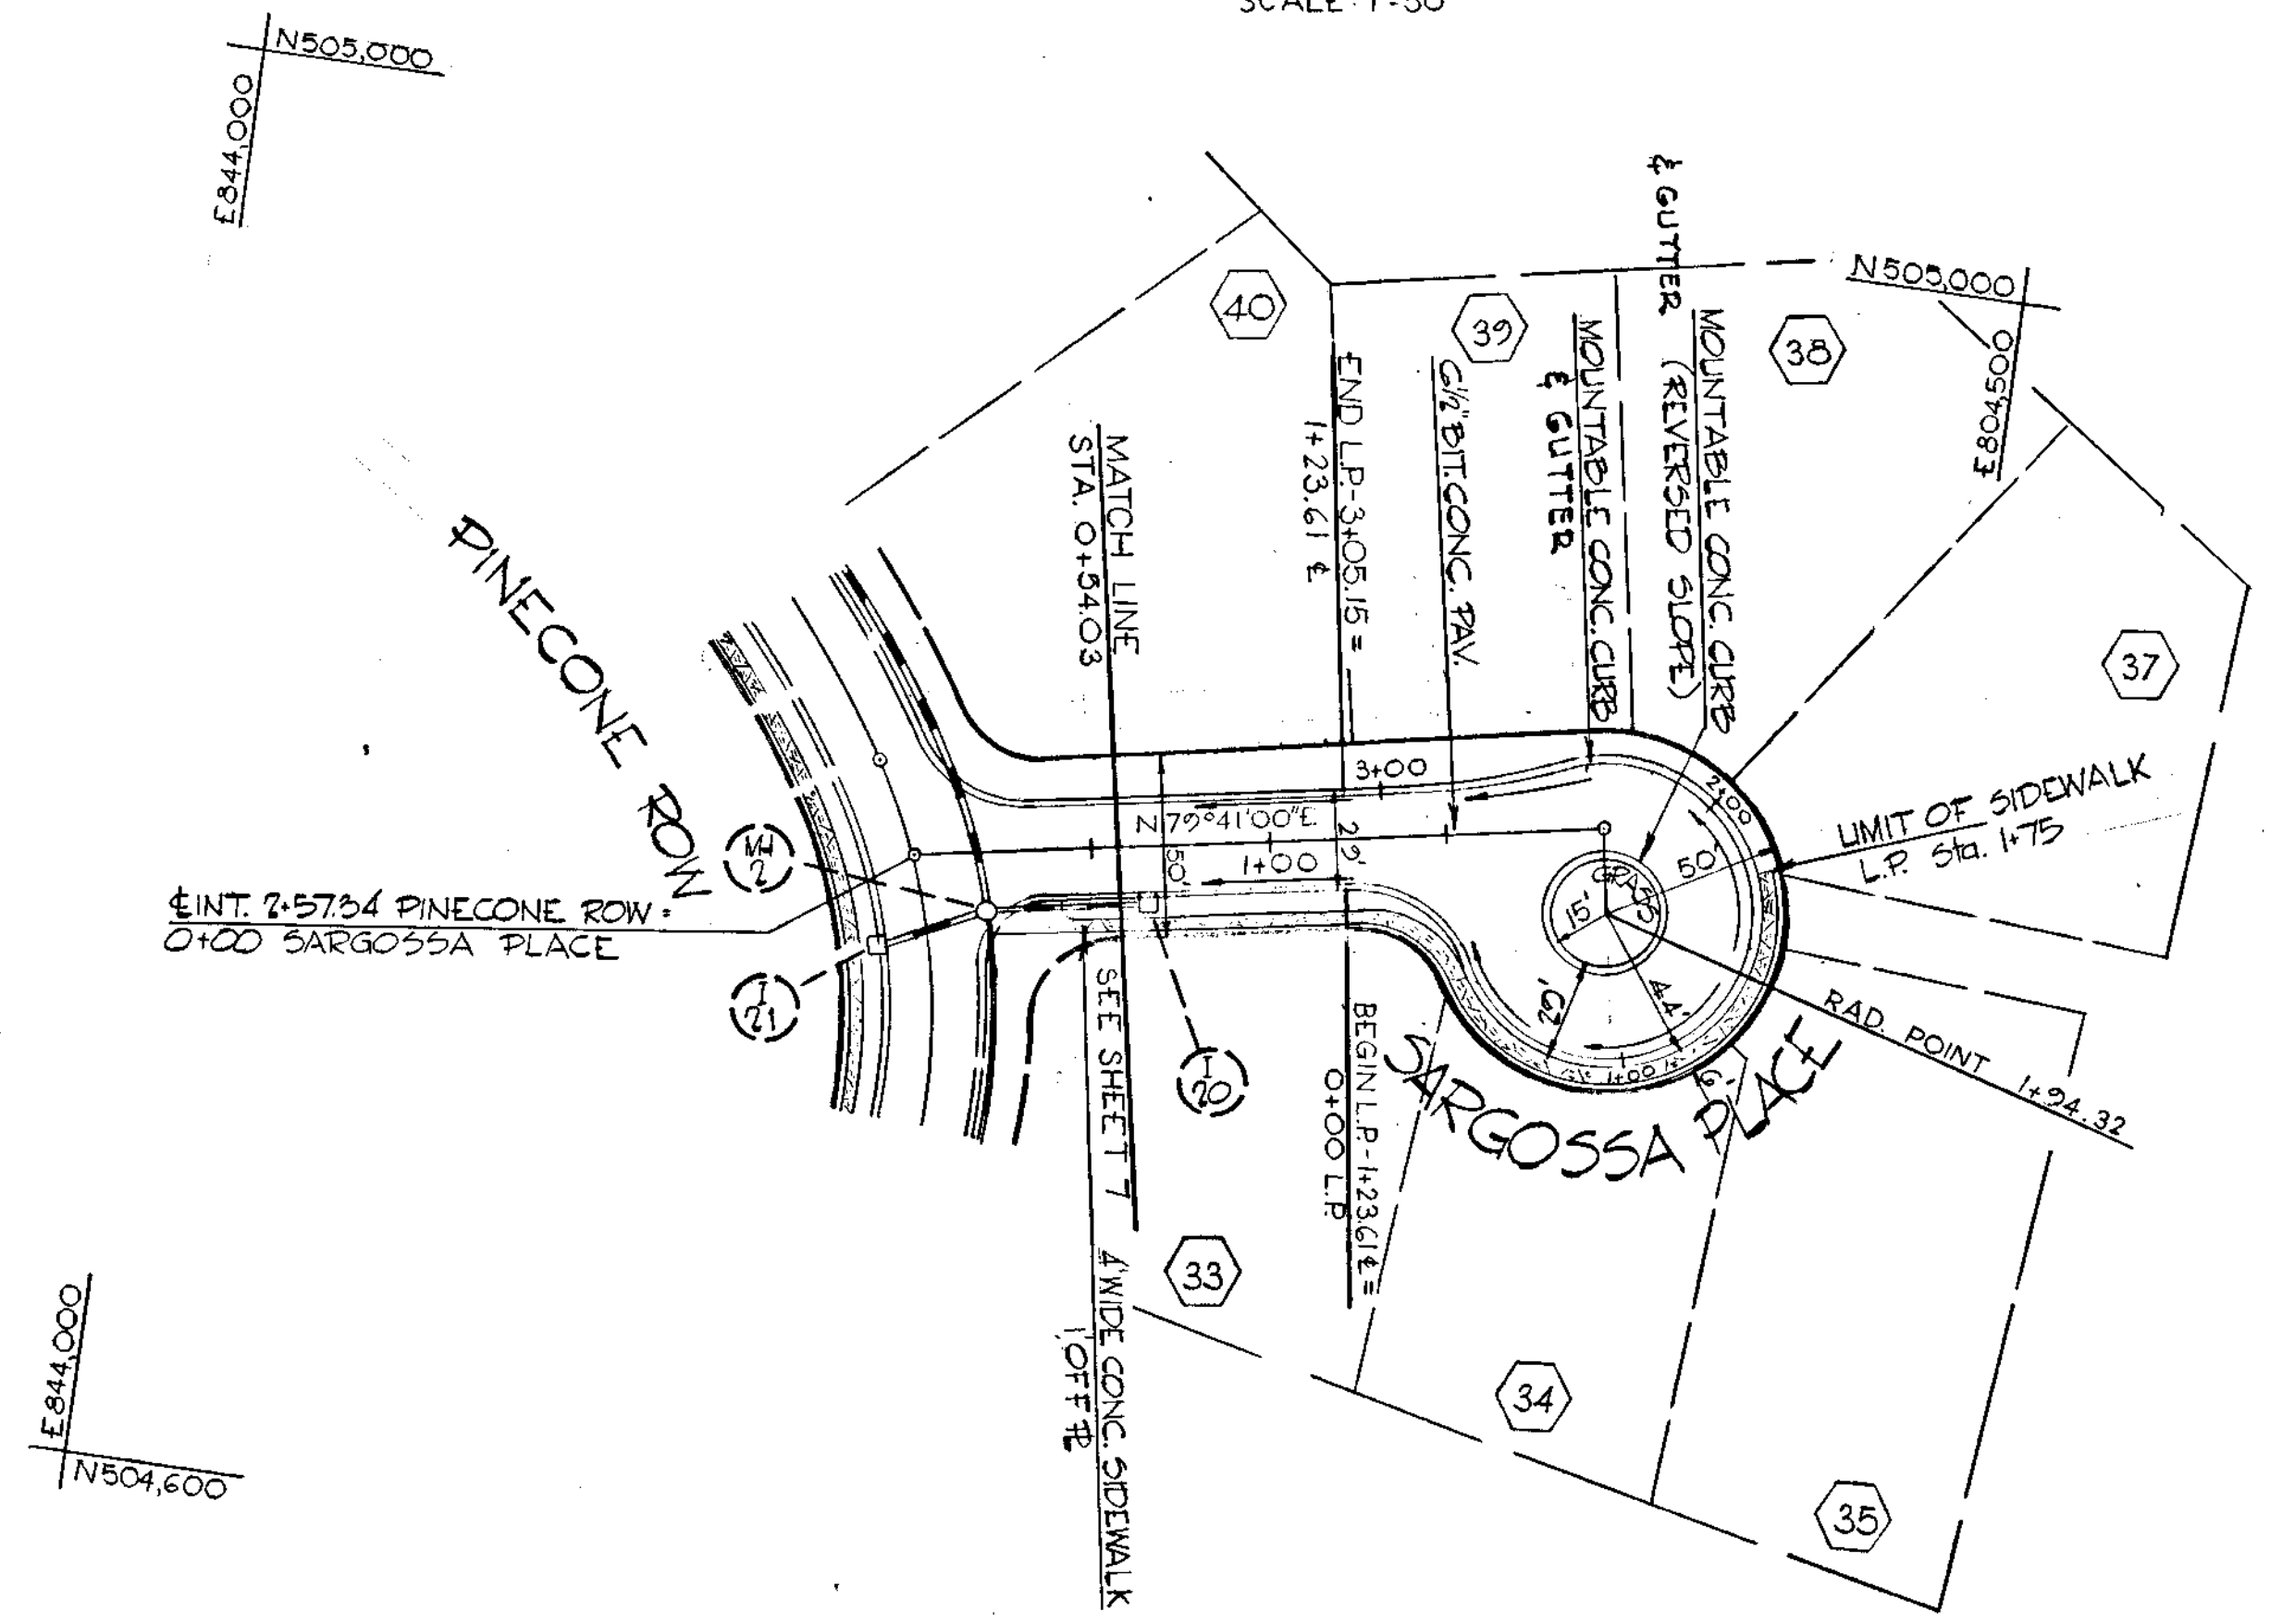 SCALE: 1"=50'
N505,000
E844,000
N505,000
E804,500
& GUTTER
MOUNTABLE CONC. CURB
(REVERSED SLOPE)
40
39
38
37
MOUNTABLE CONC. CURB
& GUTTER
6½" BIT. CONC. PAV.
END L.P.-3+05.15 =
1+23.61 ℄
MATCH LINE
STA. 0+54.03
PINECONE ROW
3+00
N 79°41'00"E.
22'
50'
1+00
2+00
50'
GRASS
15'
29'
44'
1+00
6'
LIMIT OF SIDEWALK
L.P. Sta. 1+75
MH
2
℄INT. 2+57.34 PINECONE ROW =
0+00 SARGOSSA PLACE
I
21
I
20
RAD. POINT 1+94.32
SARGOSSA PLACE
BEGIN L.P.-1+23.61℄ =
0+00 L.P.
SEE SHEET 7
4' WIDE CONC. SIDEWALK
1' OFF ⅊
33
34
35
E844,000
N504,600